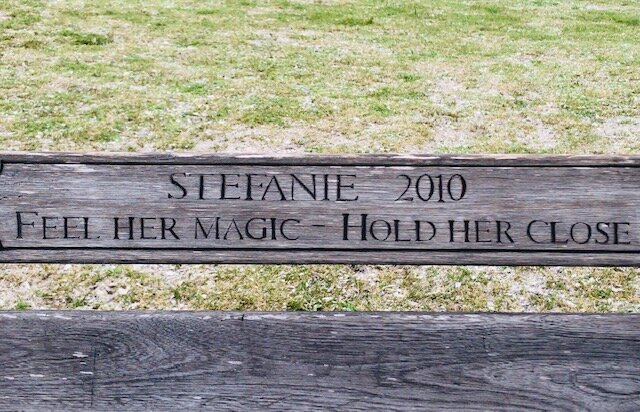 STEFANIE 2010
FEEL HER MAGIC - HOLD HER CLOSE